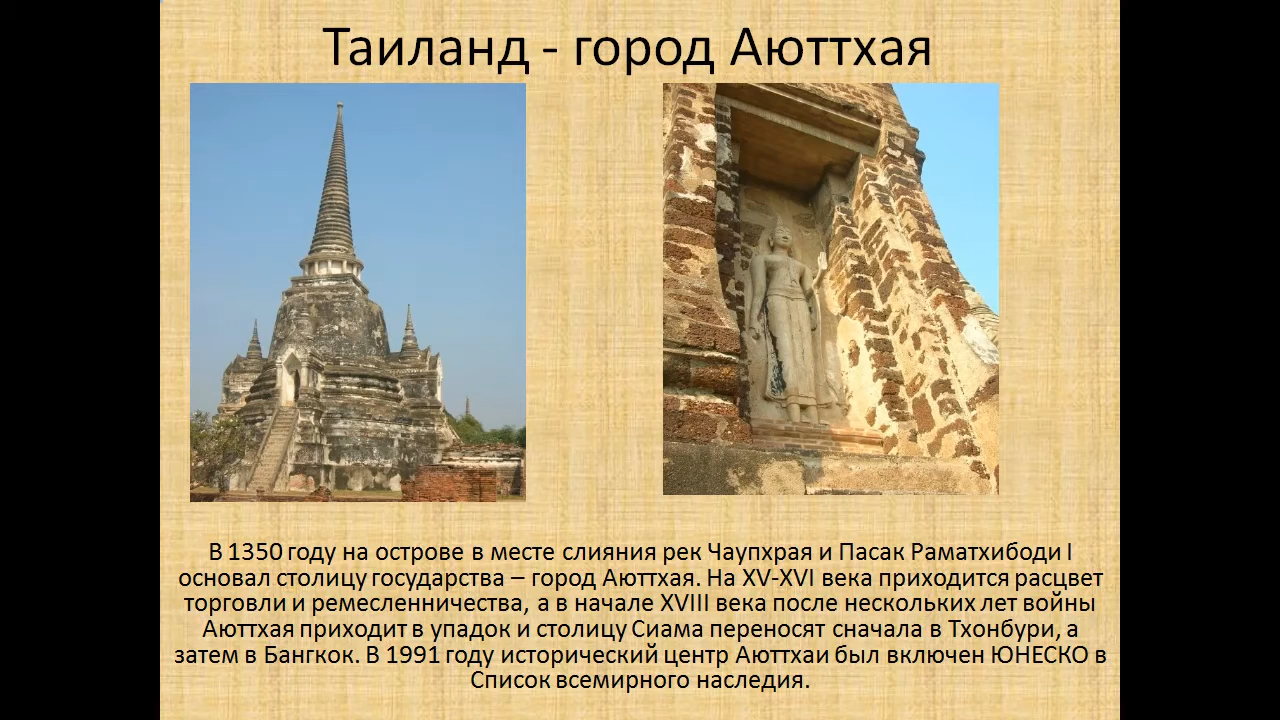 Таиланд - город Аюттхая
В 1350 году на острове в месте слияния рек Чаупхрая и Пасак Раматхибоди I
основал столицу государства – город Аюттхая. На XV-XVI века приходится расцвет
торговли и ремесленничества, а в начале XVIII века после нескольких лет войны
Аюттхая приходит в упадок и столицу Сиама переносят сначала в Тхонбури, а
затем в Бангкок. В 1991 году исторический центр Аюттхаи был включен ЮНЕСКО в
Список всемирного наследия.